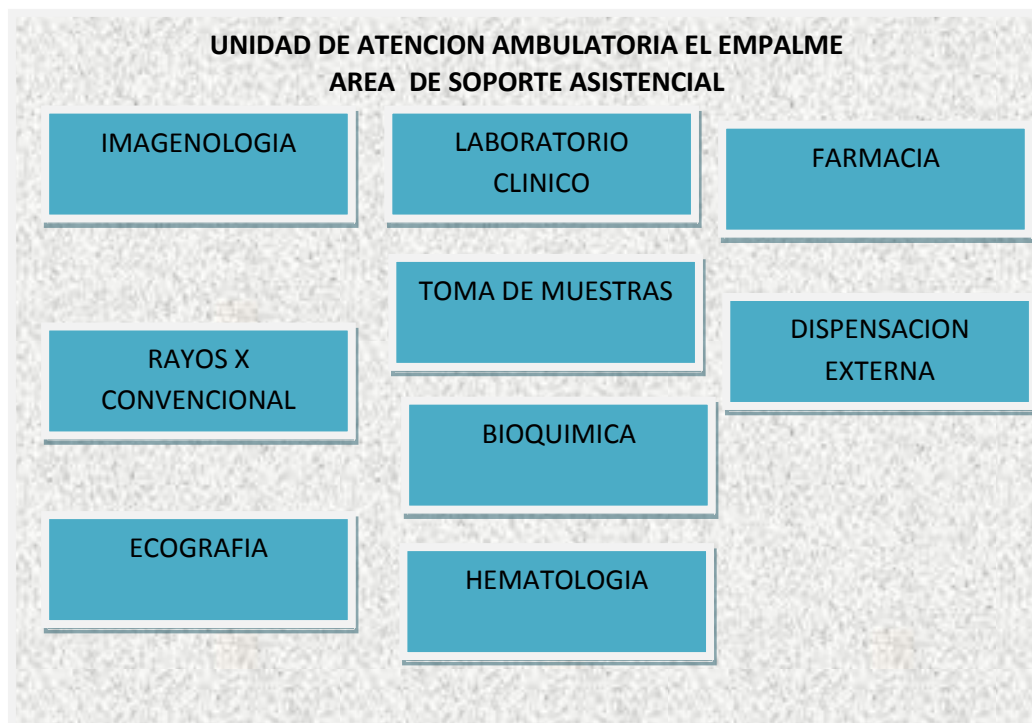 UNIDAD DE ATENCION AMBULATORIA EL EMPALME
AREA DE SOPORTE ASISTENCIAL
IMAGENOLOGIA
RAYOS X
CONVENCIONAL
ECOGRAFIA
LABORATORIO
CLINICO
TOMA DE MUESTRAS
BIOQUIMICA
HEMATOLOGIA
FARMACIA
DISPENSACION
EXTERNA